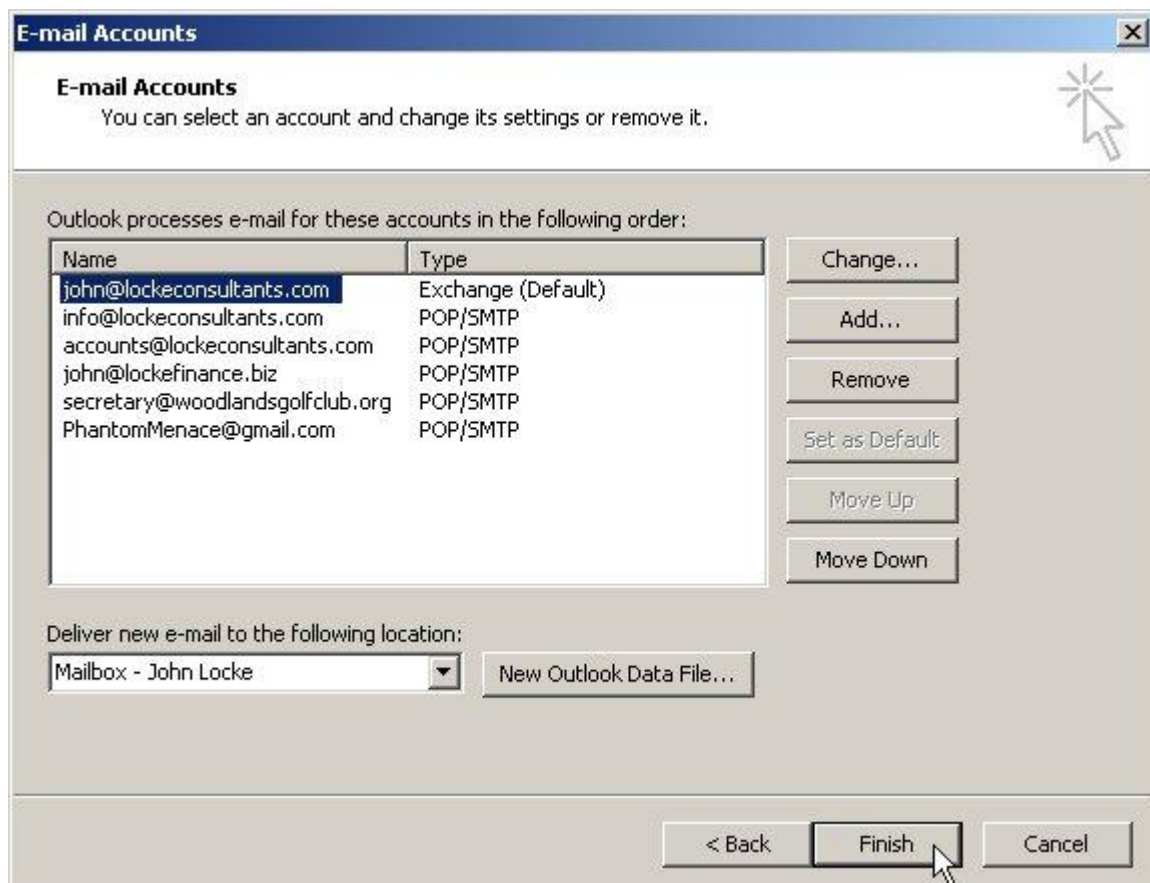 E-mail Accounts
E-mail Accounts
You can select an account and change its settings or remove it.
Outlook processes e-mail for these accounts in the following order:
Name Type
john@lockeconsultants.com Exchange (Default)
info@lockeconsultants.com POP/SMTP
accounts@lockeconsultants.com POP/SMTP
john@lockefinance.biz POP/SMTP
secretary@woodlandsgolfclub.org POP/SMTP
PhantomMenace@gmail.com POP/SMTP
Change...
Add...
Remove
Set as Default
Move Up
Move Down
Deliver new e-mail to the following location:
Mailbox - John Locke New Outlook Data File...
< Back Finish Cancel